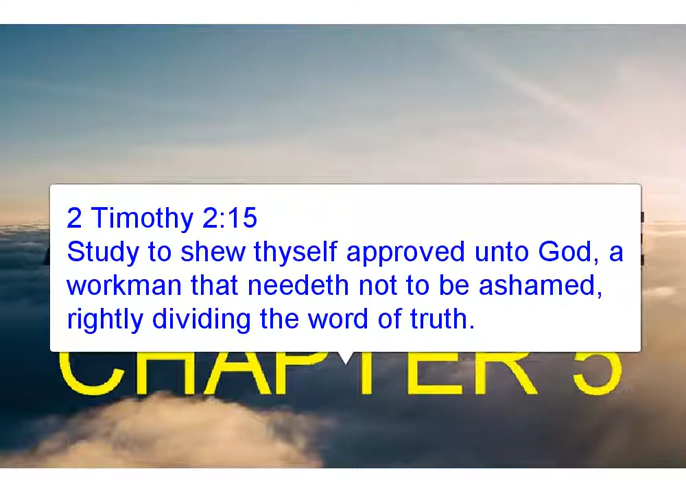 2 Timothy 2:15
Study to shew thyself approved unto God, a
workman that needeth not to be ashamed,
rightly dividing the word of truth.
CHAPTER 5